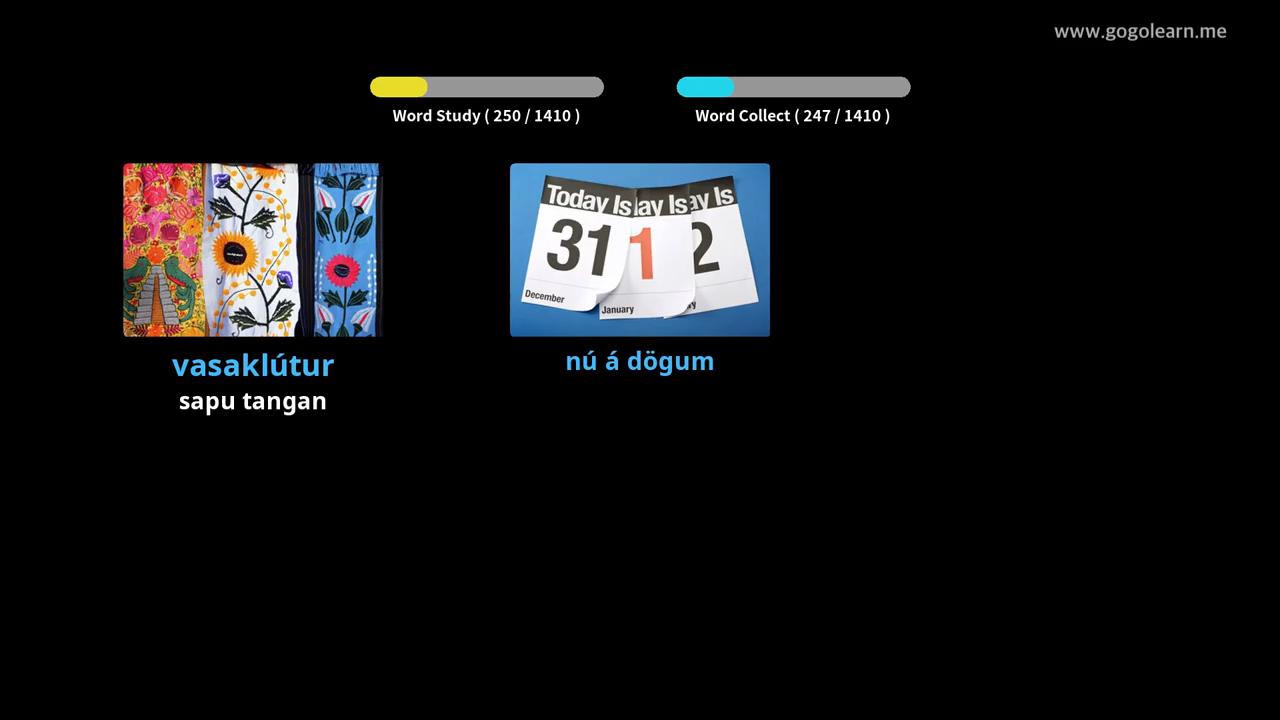 www.gogolearn.me
Word Study ( 250 / 1410 )
Word Collect ( 247 / 1410 )
Today Is
ay Is
ay Is
31
1
2
December
January
vasaklútur
nú á dögum
sapu tangan